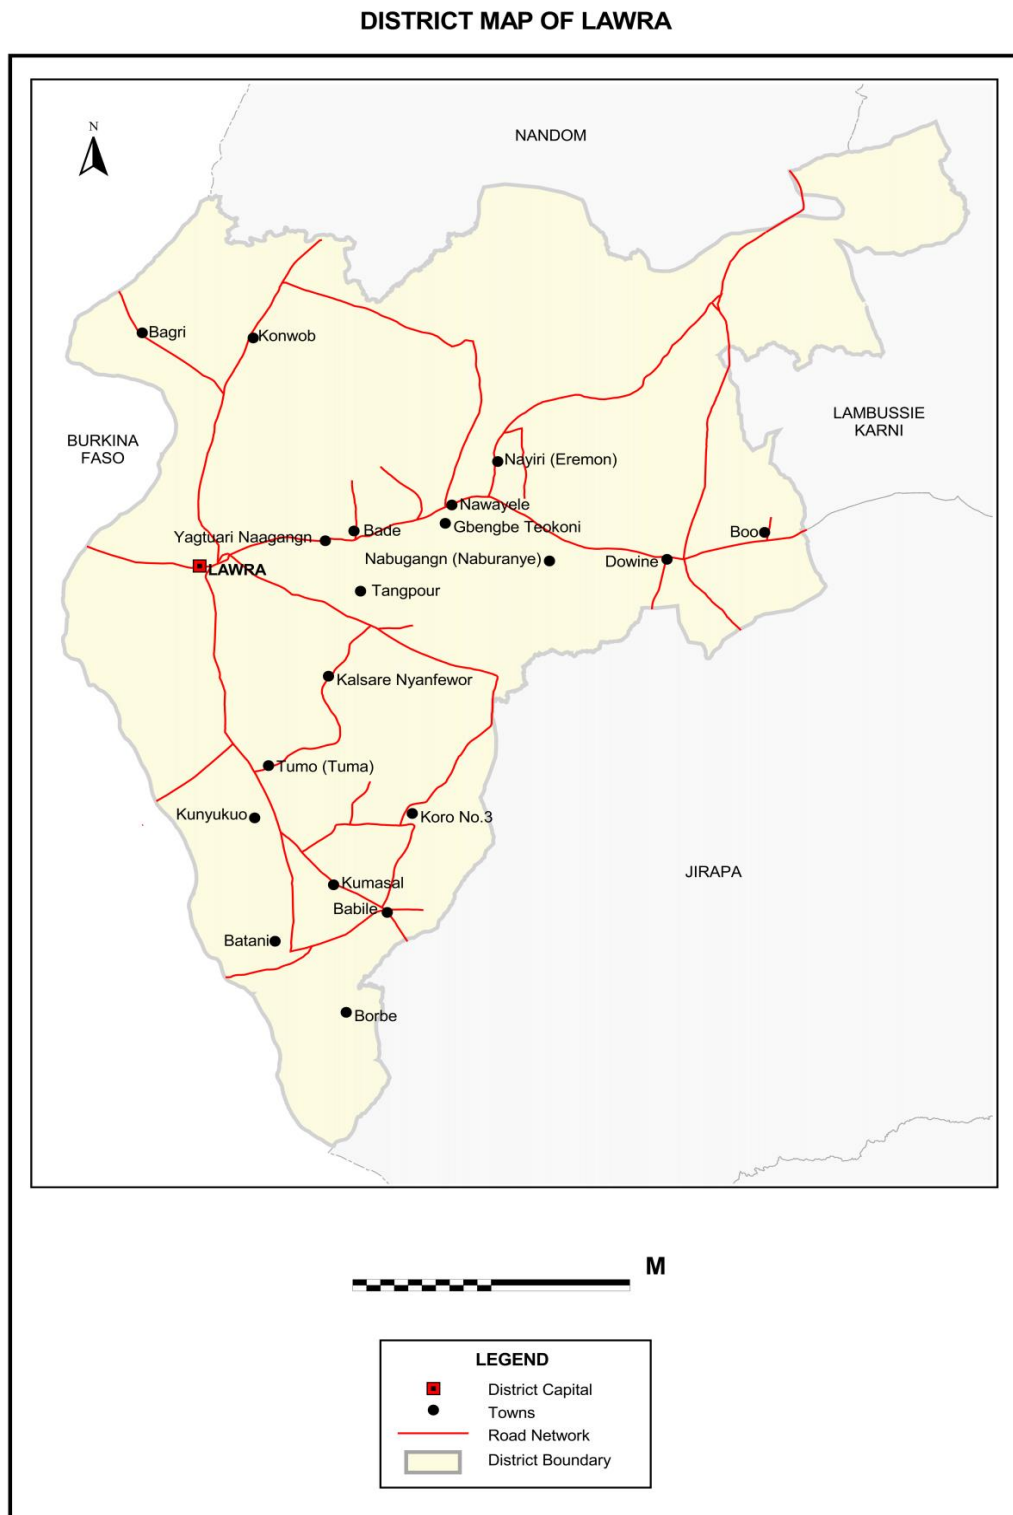 DISTRICT MAP OF LAWRA
N
NANDOM
Bagri
Konwob
LAMBUSSIE
KARNI
BURKINA
FASO
Nayiri (Eremon)
Nawayele
Gbengbe Teokoni
Bade
Yagtuari Naagangn
Boo
Nabugangn (Naburanye)
Dowine
LAWRA
Tangpour
Kalsare Nyanfewor
Tumo (Tuma)
Kunyukuo
Koro No.3
JIRAPA
Kumasal
Babile
Batani
Borbe
M
LEGEND
District Capital
Towns
Road Network
District Boundary